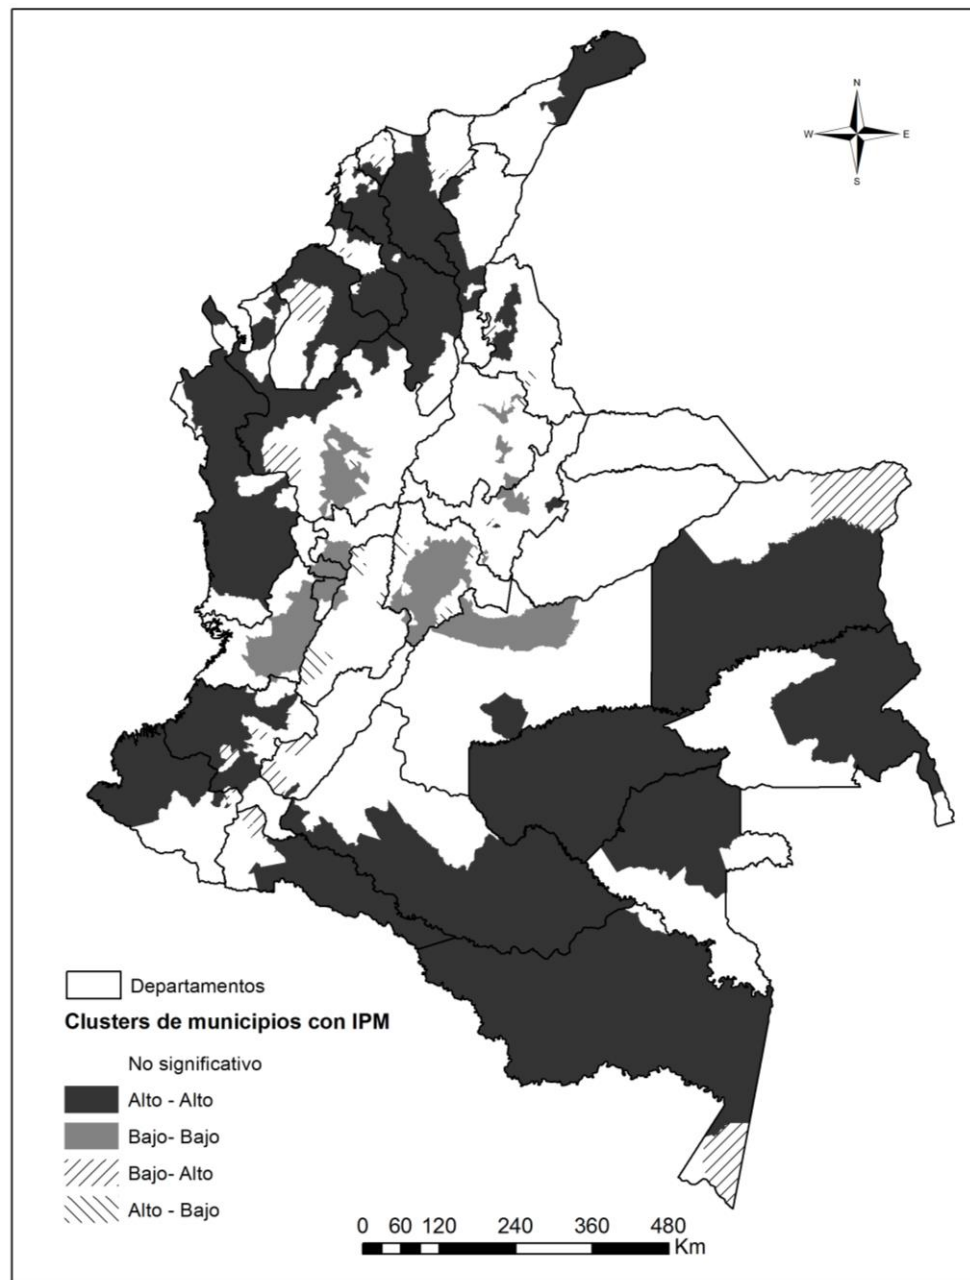 N
W E
S
Departamentos
Clusters de municipios con IPM
No significativo
Alto - Alto
Bajo- Bajo
Bajo- Alto
Alto - Bajo
0 60 120 240 360 480
Km